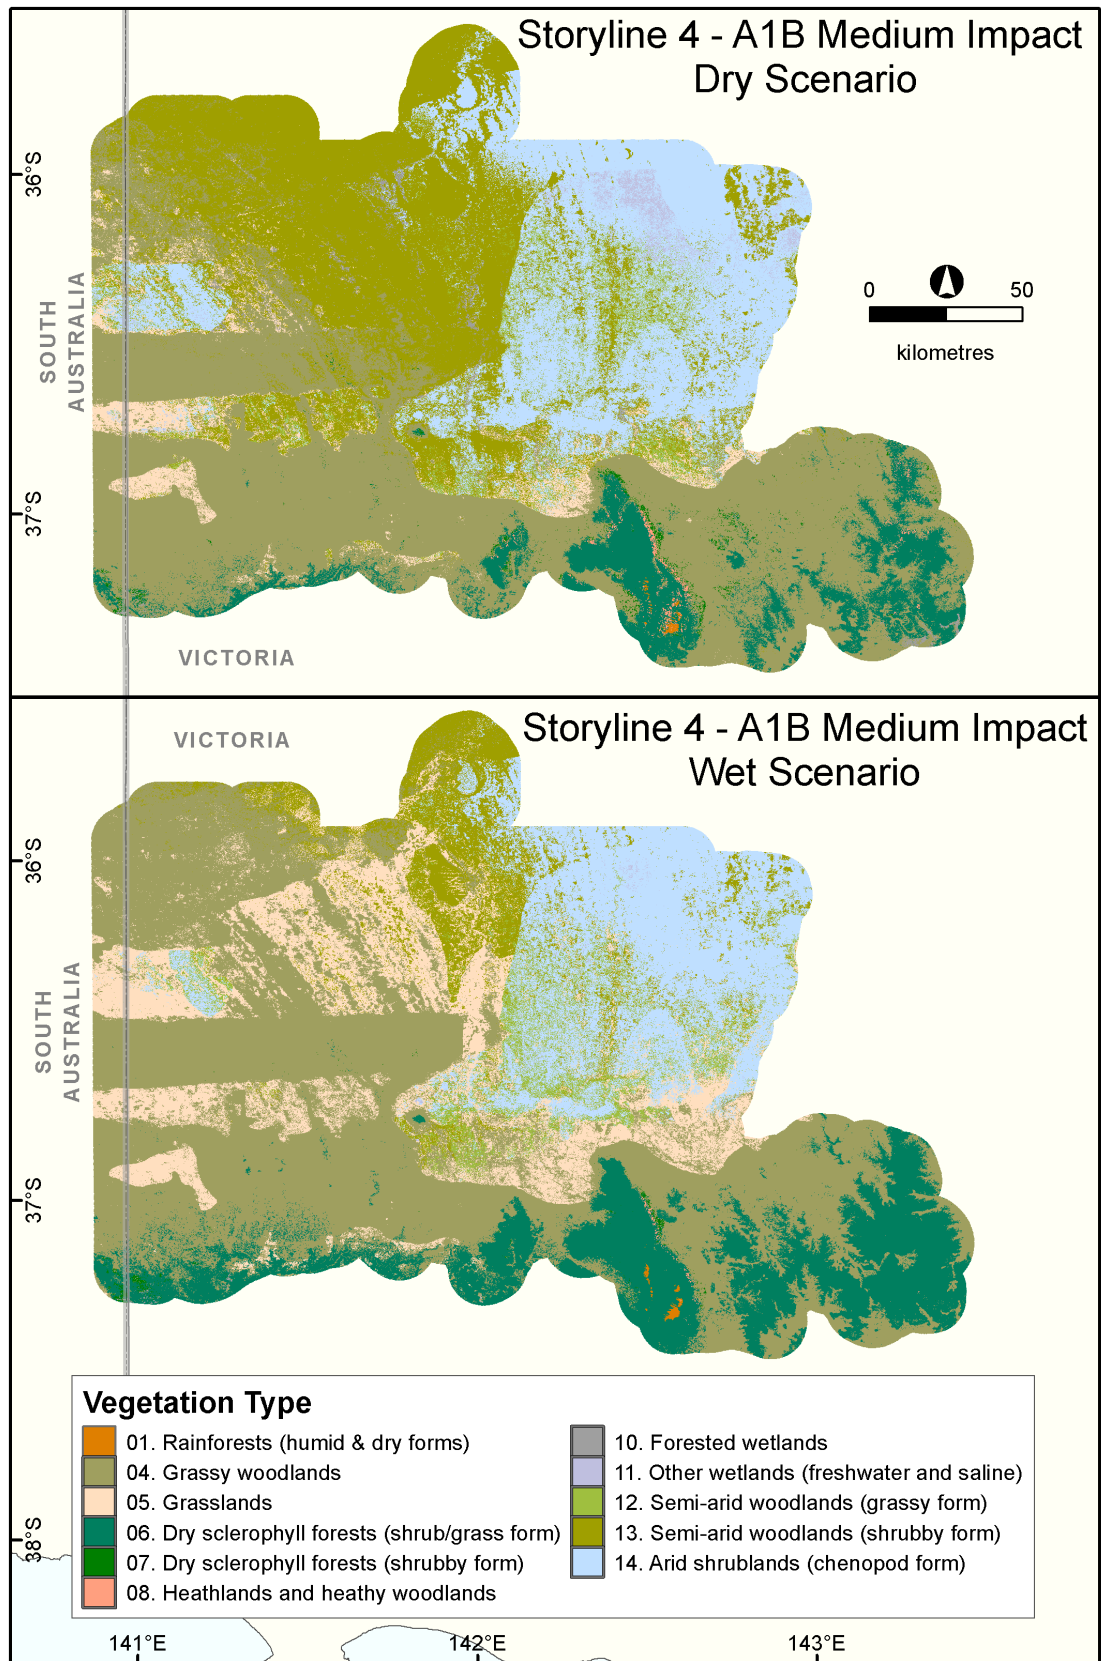 Storyline 4 - A1B Medium Impact
Dry Scenario
36°S
SOUTH
AUSTRALIA
0 50
kilometres
37°S
VICTORIA
Storyline 4 - A1B Medium Impact
Wet Scenario
VICTORIA
36°S
SOUTH
AUSTRALIA
37°S
Vegetation Type
01. Rainforests (humid & dry forms)
04. Grassy woodlands
05. Grasslands
06. Dry sclerophyll forests (shrub/grass form)
07. Dry sclerophyll forests (shrubby form)
08. Heathlands and heathy woodlands
10. Forested wetlands
11. Other wetlands (freshwater and saline)
12. Semi-arid woodlands (grassy form)
13. Semi-arid woodlands (shrubby form)
14. Arid shrublands (chenopod form)
38°S
141°E 142°E 143°E